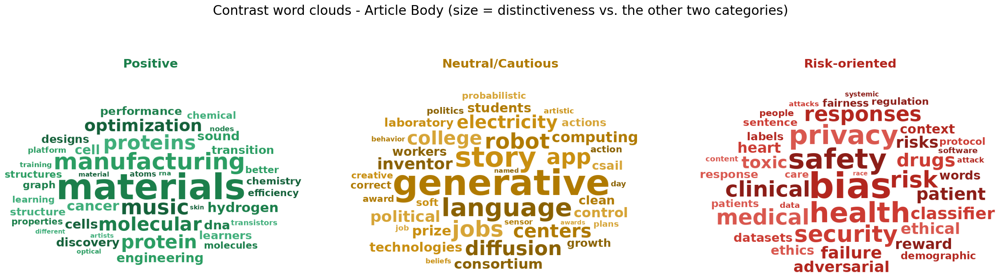 Contrast word clouds - Article Body (size = distinctiveness vs. the other two categories)
Positive
performance
chemical
optimization
nodes
designs
proteins
sound
platform
cell
transition
training
manufacturing
structures
material
atoms
rna
better
graph
materials
chemistry
efficiency
learning
cancer
music
skin
hydrogen
structure
properties
cells
molecular
dna
transistors
different
artists
learners
discovery
protein
molecules
optical
engineering
Neutral/Cautious
probabilistic
politics
students
artistic
laboratory
electricity
actions
behavior
college
robot
computing
workers
story
app
action
inventor
csail
creative
named
correct
generative
day
award
soft
language
clean
political
control
job
prize
jobs
sensor
centers
awards
plans
technologies
diffusion
growth
beliefs
consortium
Risk-oriented
systemic
attacks
fairness
regulation
people
responses
sentence
privacy
context
labels
risks
protocol
heart
safety
software
content
toxic
drugs
attack
response
care
race
bias
risk
words
clinical
patient
patients
data
medical
health
classifier
datasets
security
ethical
ethics
failure
reward
demographic
adversarial